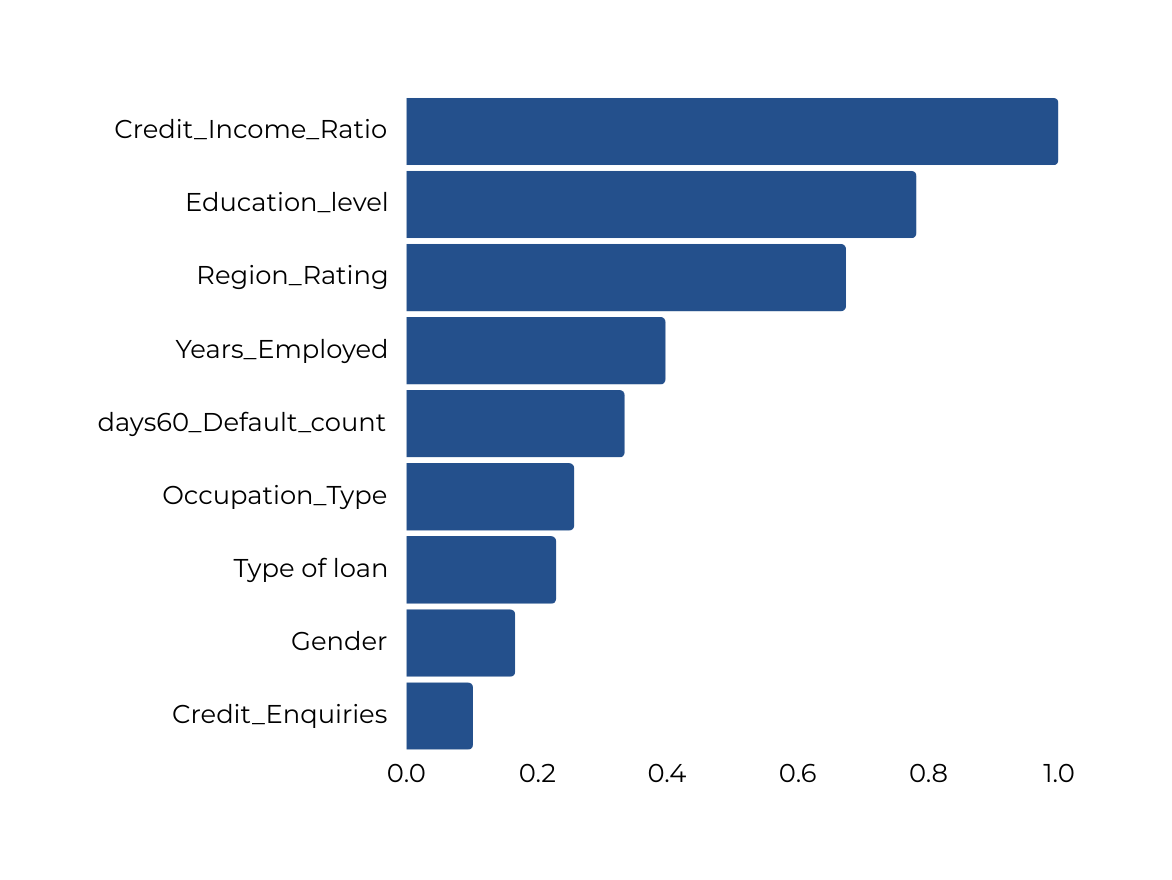 Credit_Income_Ratio
Education_level
Region_Rating
Years_Employed
days60_Default_count
Occupation_Type
Type of loan
Gender
Credit_Enquiries
0.0 0.2 0.4 0.6 0.8 1.0